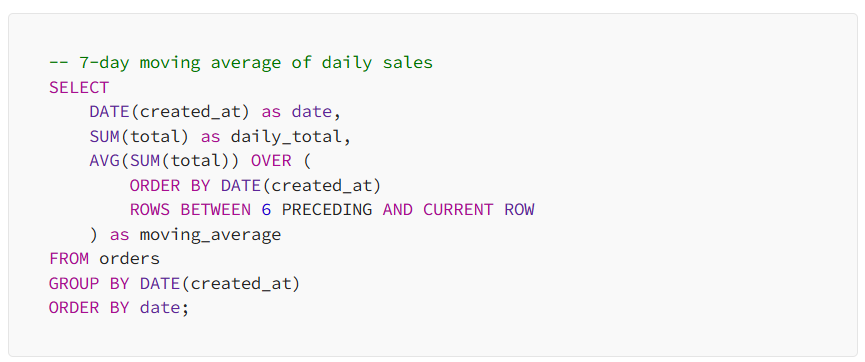 -- 7-day moving average of daily sales
SELECT
    DATE(created_at) as date,
    SUM(total) as daily_total,
    AVG(SUM(total)) OVER (
        ORDER BY DATE(created_at)
        ROWS BETWEEN 6 PRECEDING AND CURRENT ROW
    ) as moving_average
FROM orders
GROUP BY DATE(created_at)
ORDER BY date;